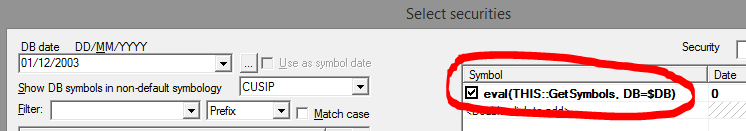 Select securities
DB date DD/MM/YYYY
01/12/2003
... Use as symbol date
Show DB symbols in non-default symbology CUSIP
Filter: Prefix Match case
Security
Symbol Date
eval(THIS::GetSymbols, DB=$DB) 0